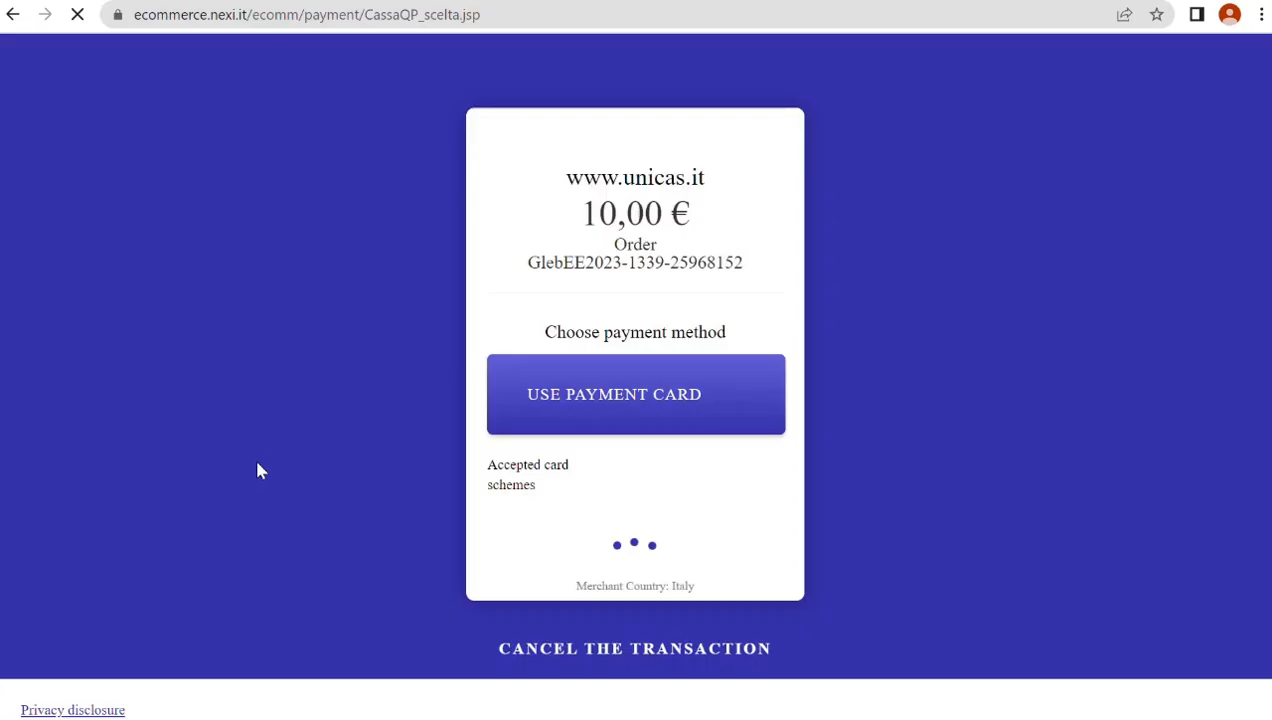 ecommerce.nexi.it/ecomm/payment/CassaQP_scelta.jsp
www.unicas.it
10,00 €
Order
GlebEE2023-1339-25968152
Choose payment method
USE PAYMENT CARD
Accepted card
schemes
Merchant Country: Italy
CANCEL THE TRANSACTION
Privacy disclosure